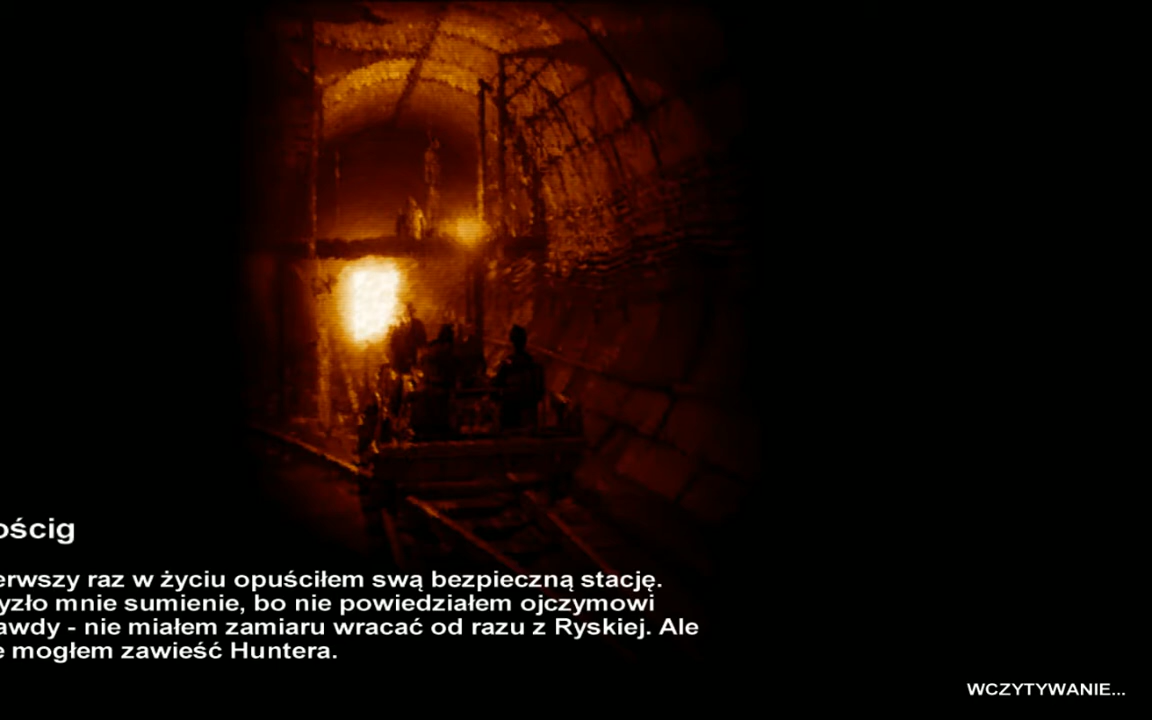 ościg
erwszy raz w życiu opuściłem swą bezpieczną stację.
yzło mnie sumienie, bo nie powiedziałem ojczymowi
awdy - nie miałem zamiaru wracać od razu z Ryskiej. Ale
e mogłem zawieść Huntera.
WCZYTYWANIE...